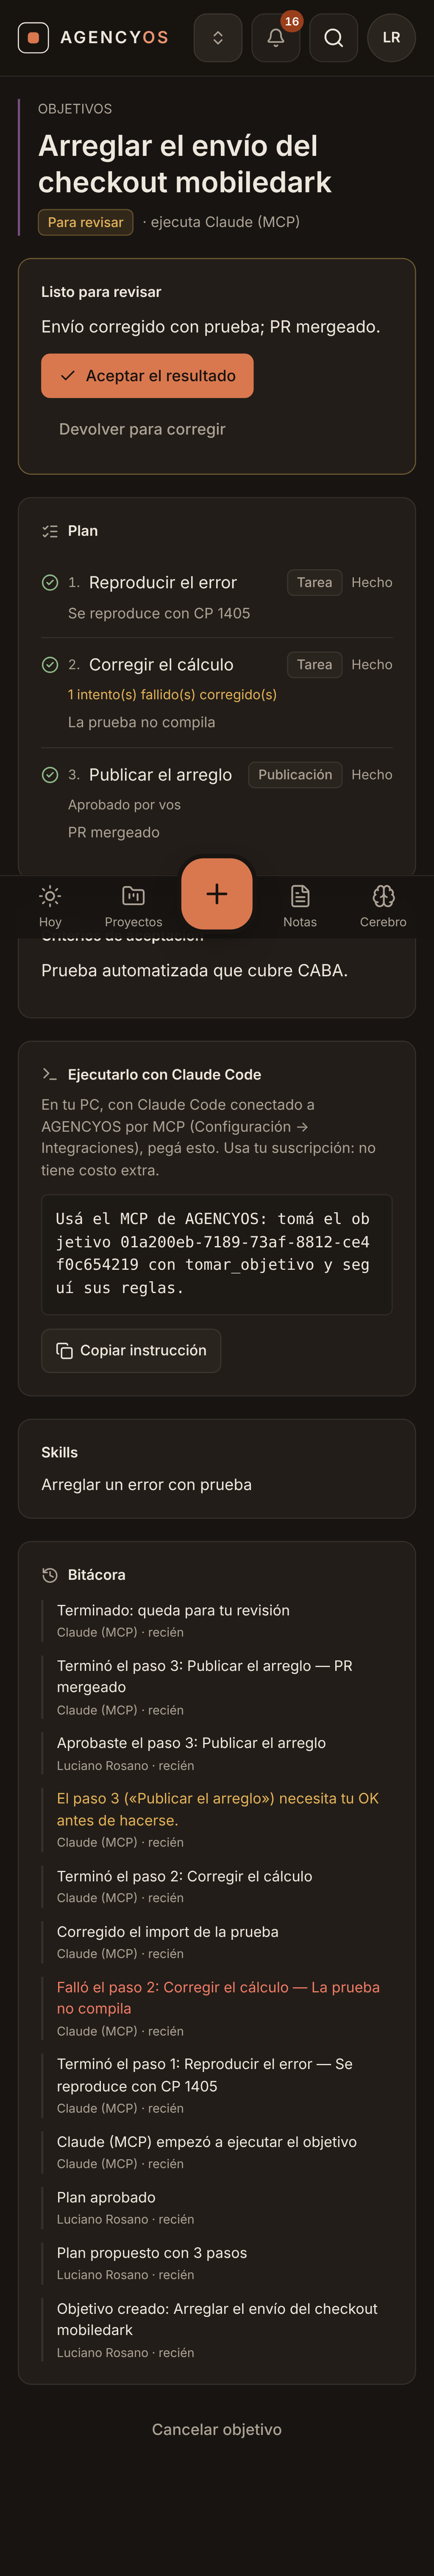 AGENCYOS
16
LR
OBJETIVOS
Arreglar el envío del
checkout mobiledark
Para revisar · ejecuta Claude (MCP)
Listo para revisar
Envío corregido con prueba; PR mergeado.
Aceptar el resultado
Devolver para corregir
Plan
1. Reproducir el error Tarea Hecho
Se reproduce con CP 1405
2. Corregir el cálculo Tarea Hecho
1 intento(s) fallido(s) corregido(s)
La prueba no compila
3. Publicar el arreglo Publicación Hecho
Aprobado por vos
PR mergeado
Hoy Proyectos Notas Cerebro
Criterios de aceptación
Prueba automatizada que cubre CABA.
Ejecutarlo con Claude Code
En tu PC, con Claude Code conectado a
AGENCYOS por MCP (Configuración →
Integraciones), pegá esto. Usa tu suscripción: no
tiene costo extra.
Usá el MCP de AGENCYOS: tomá el ob
jetivo 01a200eb-7189-73af-8812-ce4
f0c654219 con tomar_objetivo y seg
uí sus reglas.
Copiar instrucción
Skills
Arreglar un error con prueba
Bitácora
Terminado: queda para tu revisión
Claude (MCP) · recién
Terminó el paso 3: Publicar el arreglo — PR
mergeado
Claude (MCP) · recién
Aprobaste el paso 3: Publicar el arreglo
Luciano Rosano · recién
El paso 3 («Publicar el arreglo») necesita tu OK
antes de hacerse.
Claude (MCP) · recién
Terminó el paso 2: Corregir el cálculo
Claude (MCP) · recién
Corregido el import de la prueba
Claude (MCP) · recién
Falló el paso 2: Corregir el cálculo — La prueba
no compila
Claude (MCP) · recién
Terminó el paso 1: Reproducir el error — Se
reproduce con CP 1405
Claude (MCP) · recién
Claude (MCP) empezó a ejecutar el objetivo
Claude (MCP) · recién
Plan aprobado
Luciano Rosano · recién
Plan propuesto con 3 pasos
Luciano Rosano · recién
Objetivo creado: Arreglar el envío del checkout
mobiledark
Luciano Rosano · recién
Cancelar objetivo